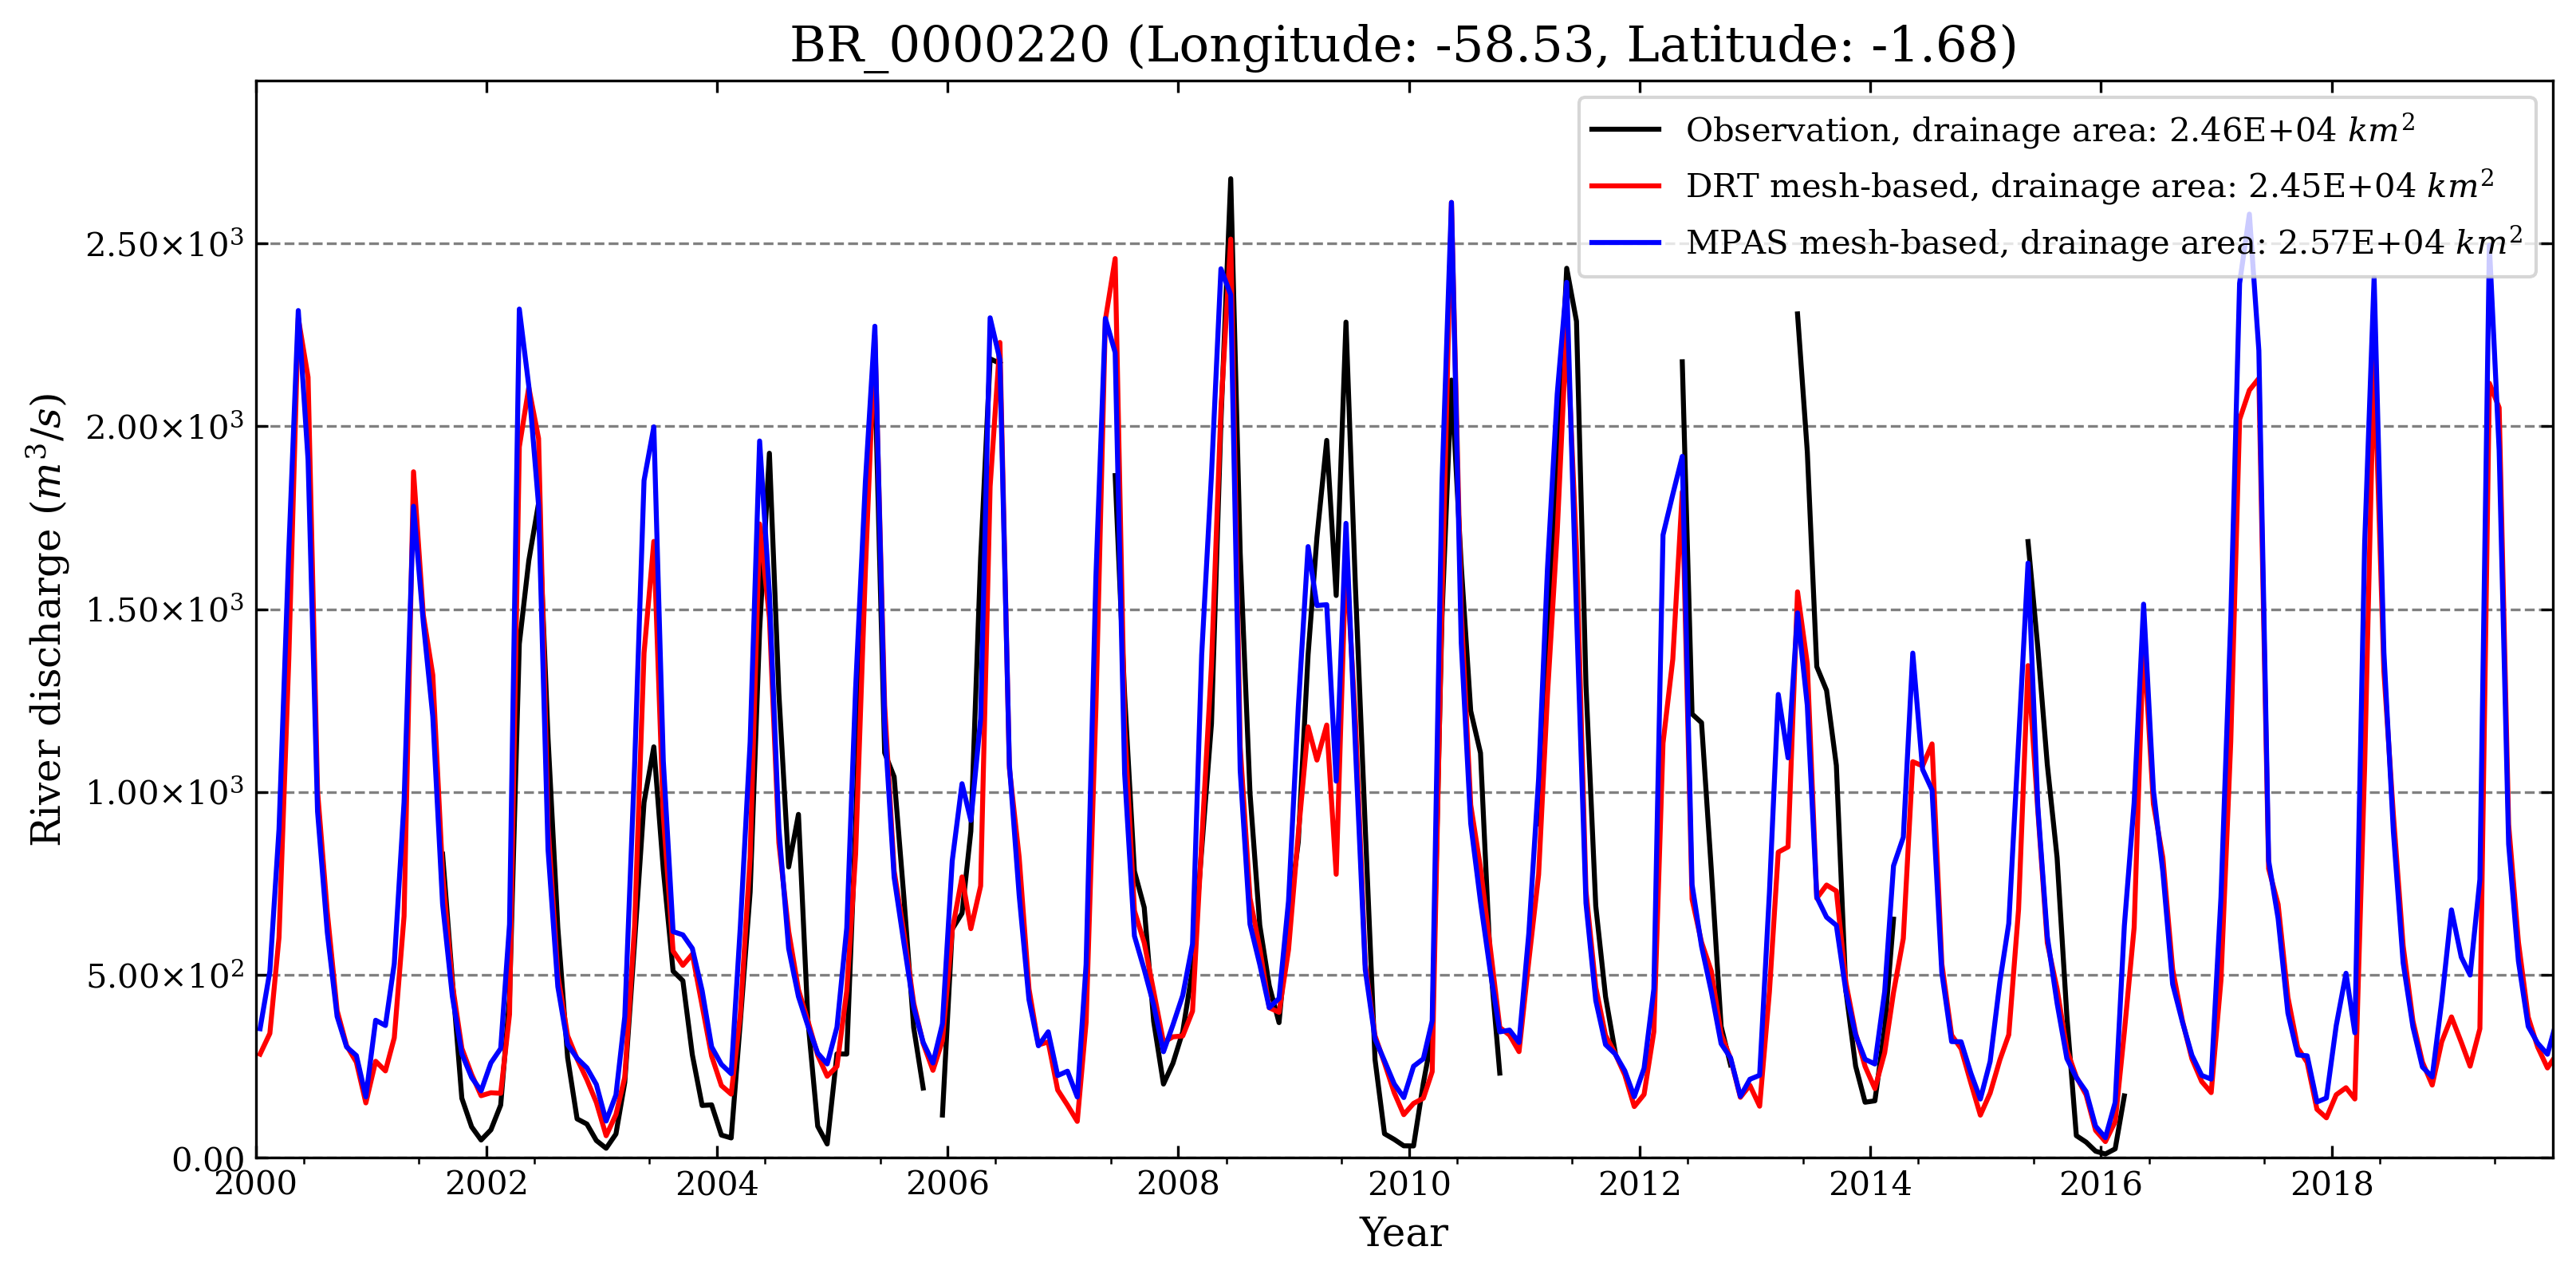 BR_0000220 (Longitude: -58.53, Latitude: -1.68)
Observation, drainage area: 2.46E+04 km²
DRT mesh-based, drainage area: 2.45E+04 km²
MPAS mesh-based, drainage area: 2.57E+04 km²
River discharge (m³/s)
2.50×10³
2.00×10³
1.50×10³
1.00×10³
5.00×10²
0.00
2000 2002 2004 2006 2008 2010 2012 2014 2016 2018
Year